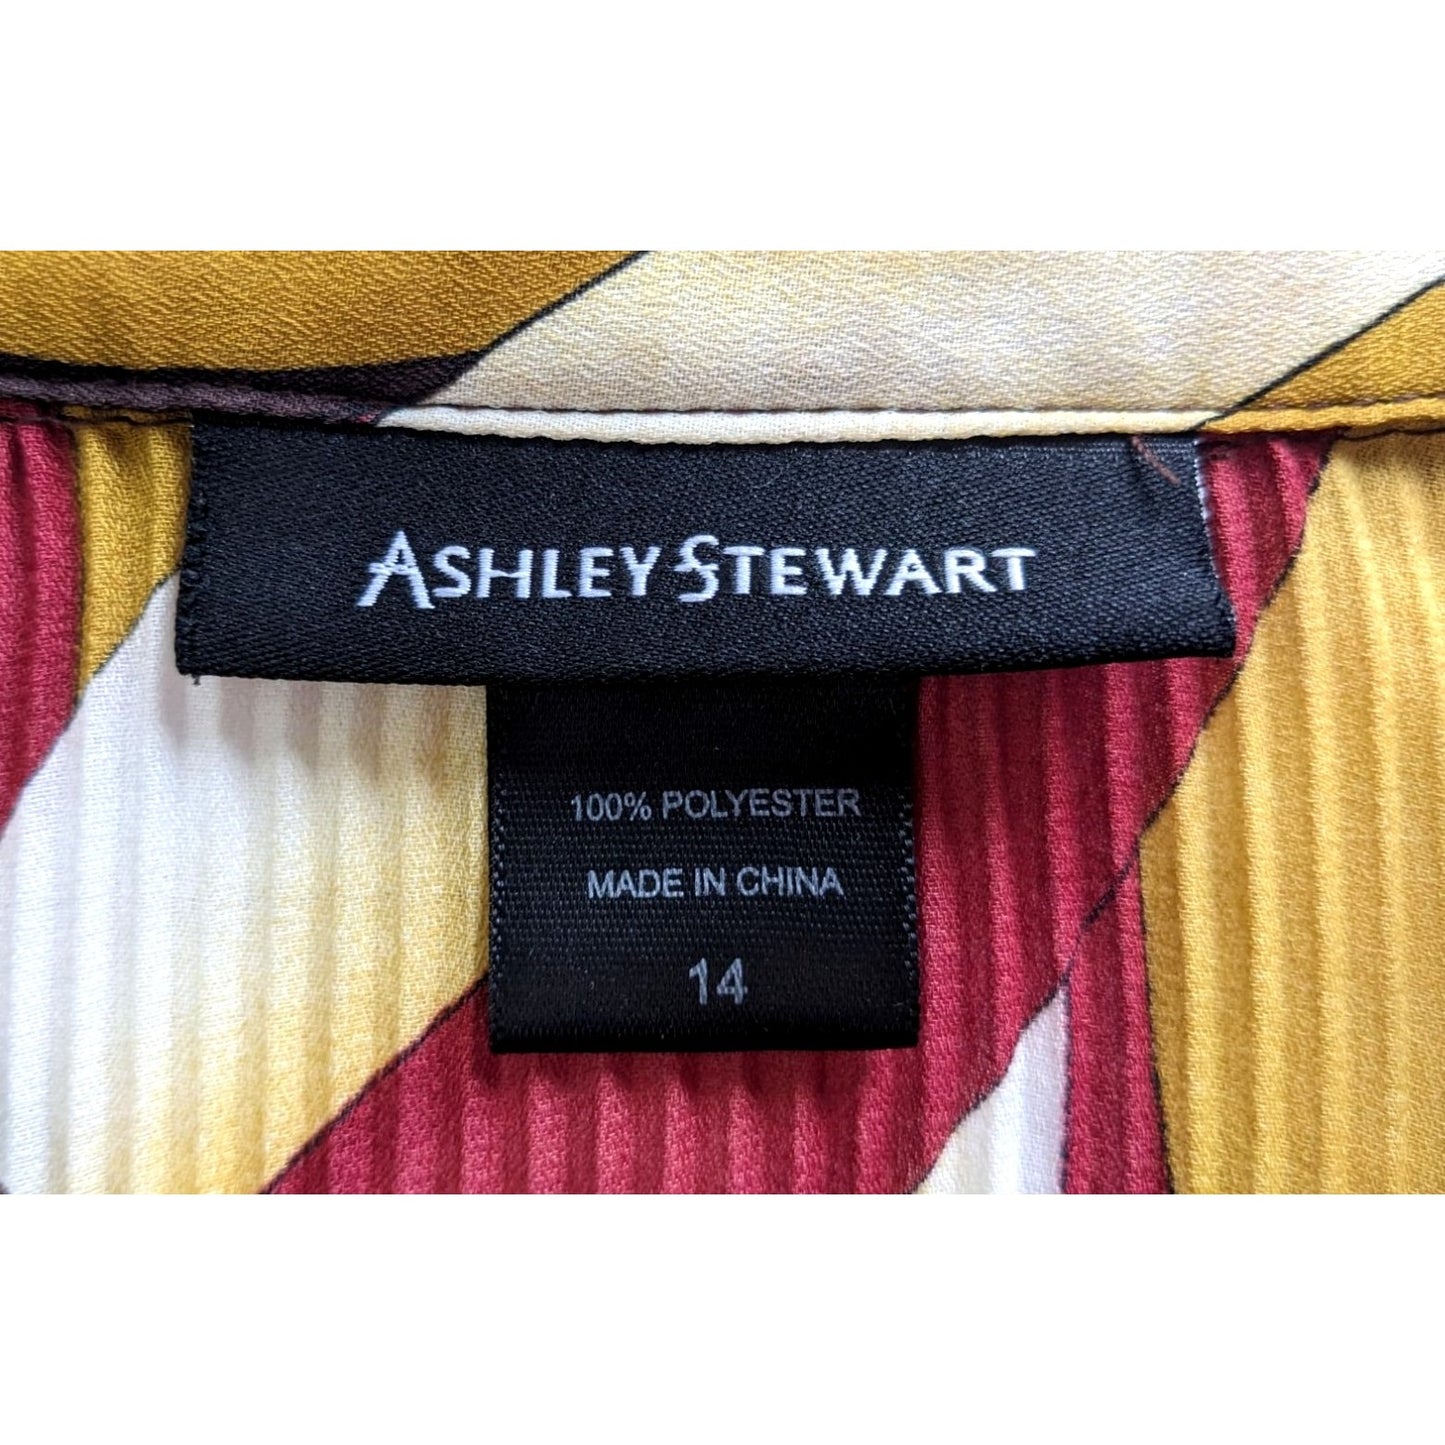 ASHLEY STEWART
100% POLYESTER
MADE IN CHINA
14